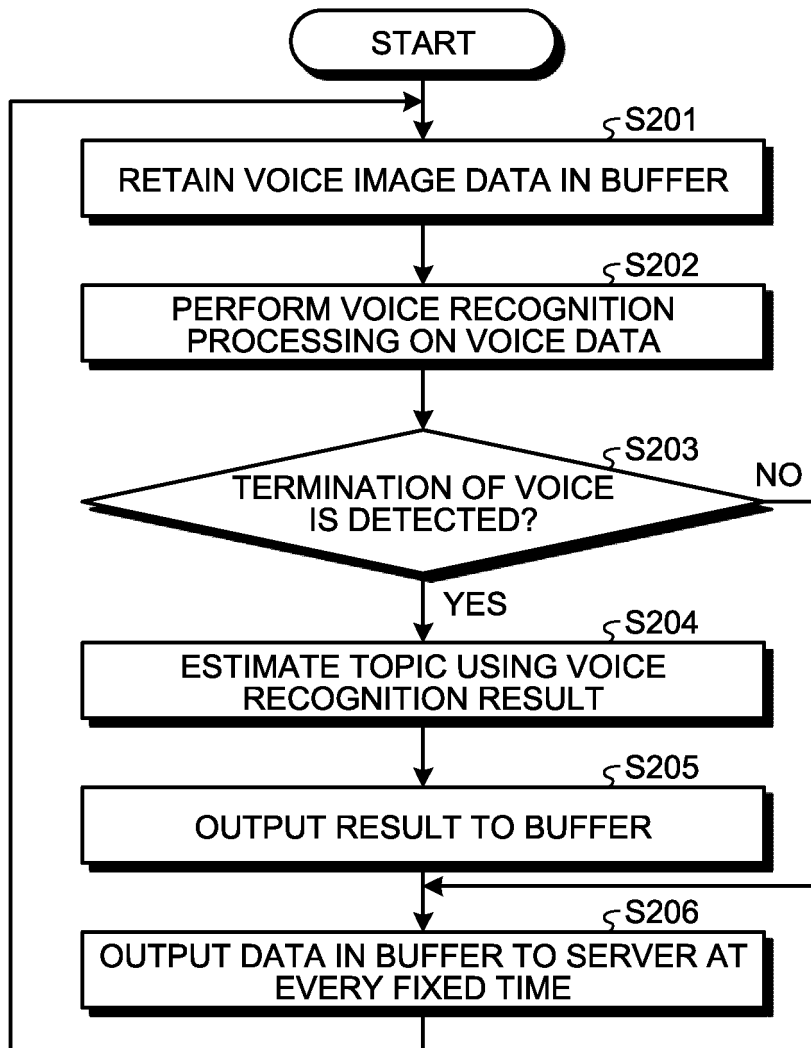 START
S201
RETAIN VOICE IMAGE DATA IN BUFFER
S202
PERFORM VOICE RECOGNITION
PROCESSING ON VOICE DATA
S203
TERMINATION OF VOICE
IS DETECTED?
NO
YES
S204
ESTIMATE TOPIC USING VOICE
RECOGNITION RESULT
S205
OUTPUT RESULT TO BUFFER
S206
OUTPUT DATA IN BUFFER TO SERVER AT
EVERY FIXED TIME